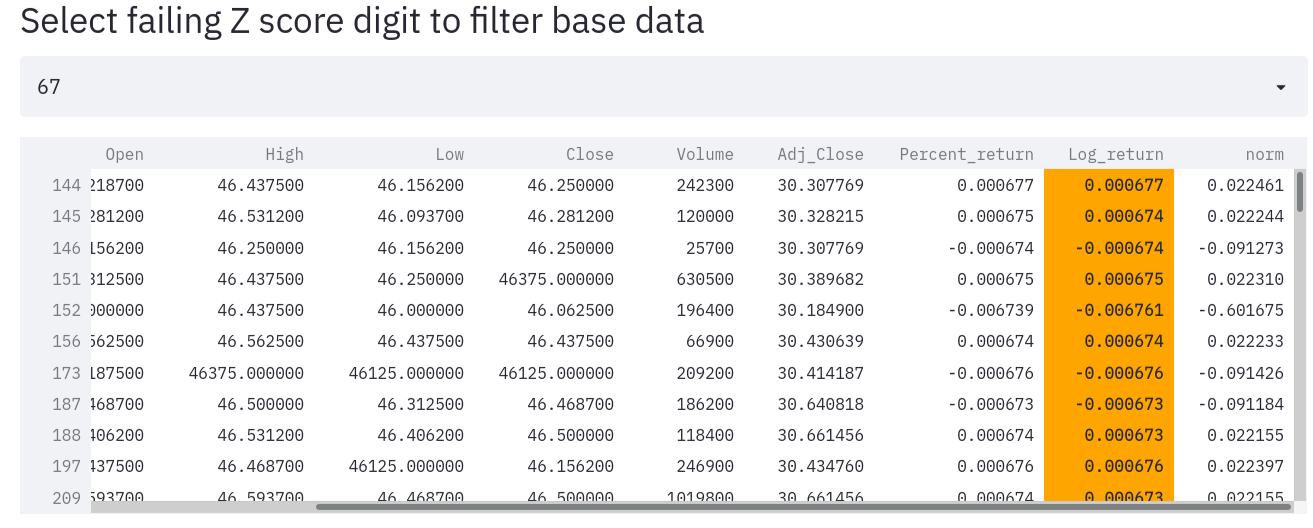 Select failing Z score digit to filter base data
67
Open High Low Close Volume Adj_Close Percent_return Log_return norm
144 218700 46.437500 46.156200 46.250000 242300 30.307769 0.000677 0.000677 0.022461
145 281200 46.531200 46.093700 46.281200 120000 30.328215 0.000675 0.000674 0.022244
146 156200 46.250000 46.156200 46.250000 25700 30.307769 -0.000674 -0.000674 -0.091273
151 312500 46.437500 46.250000 46375.000000 630500 30.389682 0.000675 0.000675 0.022310
152 000000 46.437500 46.000000 46.062500 196400 30.184900 -0.006739 -0.006761 -0.601675
156 562500 46.562500 46.437500 46.437500 66900 30.430639 0.000674 0.000674 0.022233
173 187500 46375.000000 46125.000000 46125.000000 209200 30.414187 -0.000676 -0.000676 -0.091426
187 468700 46.500000 46.312500 46.468700 186200 30.640818 -0.000673 -0.000673 -0.091184
188 406200 46.531200 46.406200 46.500000 118400 30.661456 0.000674 0.000673 0.022155
197 437500 46.468700 46125.000000 46.156200 246900 30.434760 0.000676 0.000676 0.022397
209 593700 46.593700 46.468700 46.500000 1019800 30.661456 0.000674 0.000673 0.022155